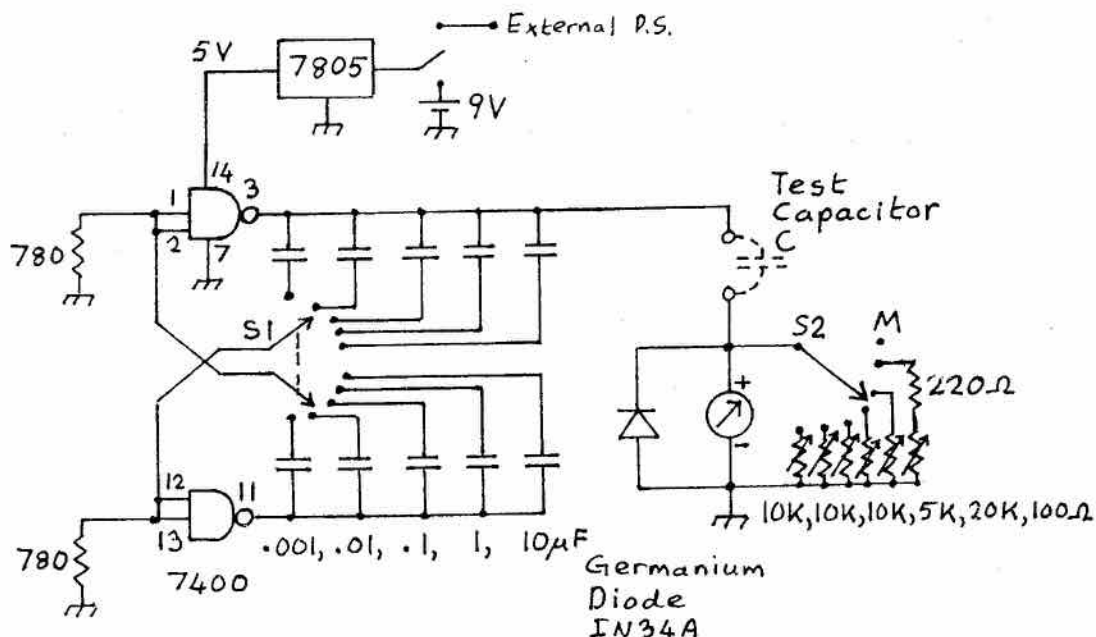 External P.S.
5V
7805
9V
14
1
3
2
7
780
Test
Capacitor
C
S1
S2
M
220Ω
12
11
13
780
7400
.001, .01, .1, 1, 10μF
+
-
10K, 10K, 10K, 5K, 20K, 100Ω
Germanium
Diode
IN34A